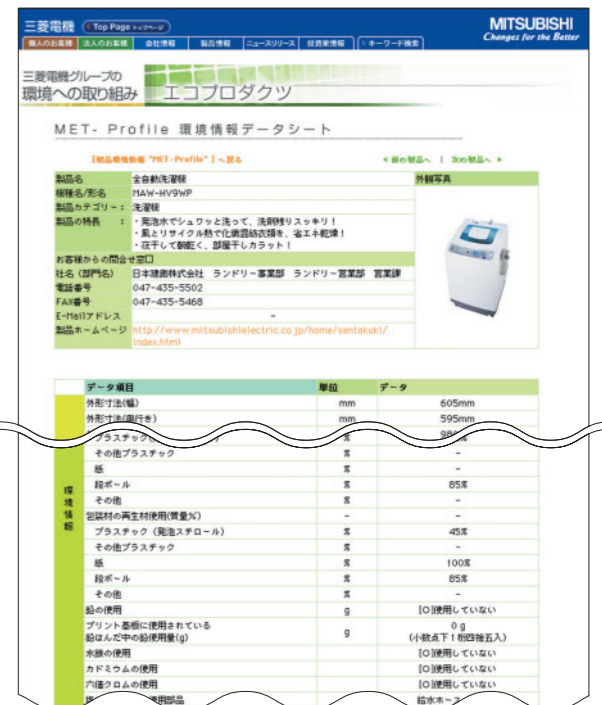 三菱電機 Top Page トップページ
MITSUBISHI
Changes for the Better
個人のお客様 法人のお客様 会社情報 製品情報 ニュースリリース 投資家情報 キーワード検索
三菱電機グループの
環境への取り組み エコプロダクツ
MET- Profile 環境情報データシート
【製品環境情報 "MET-Profile"】へ戻る 前の製品へ | 次の製品へ
製品名 全自動洗濯機 外観写真
機種名/形名 MAW-HV9WP
製品カテゴリー: 洗濯機
製品の特長 : ・発泡水でシュワッと洗って、洗剤残りスッキリ!
・風とリサイクル熱で化繊混紡衣類を、省エネ乾燥!
・夜干して朝乾く、部屋干しカラット!
お客様からの問合せ窓口
社名(部門名) 日本建鐵株式会社 ランドリー事業部 ランドリー営業部 営業課
電話番号 047-435-5502
FAX番号 047-435-5468
E-Mailアドレス -
製品ホームページ http://www.mitsubishielectric.co.jp/home/sentakuki/
index.html
データ項目 単位 データ
外形寸法(幅) mm 605mm
外形寸法(奥行き) mm 595mm
その他プラスチック % -
紙 % -
段ボール % 85%
その他 % -
環境情報
包装材の再生材使用(質量%) - -
プラスチック(発泡スチロール) % 45%
その他プラスチック % -
紙 % 100%
段ボール % 85%
その他 % -
鉛の使用 g [O]使用していない
プリント基板に使用されている
鉛はんだ中の鉛使用量(g) g 0 g
(小数点下1桁四捨五入)
水銀の使用 [O]使用していない
カドミウムの使用 [O]使用していない
六価クロムの使用 [O]使用していない
使用部品 給水ホース